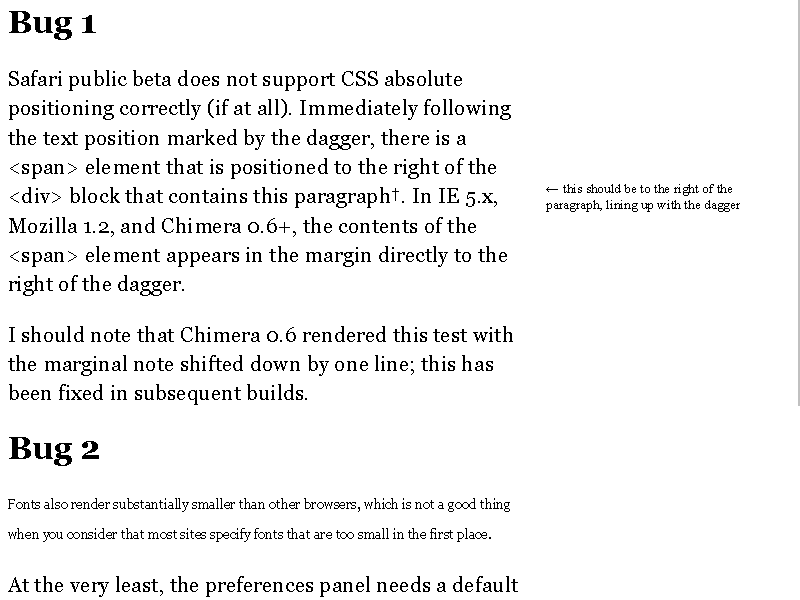 Bug 1
Safari public beta does not support CSS absolute
positioning correctly (if at all). Immediately following
the text position marked by the dagger, there is a
<span> element that is positioned to the right of the
<div> block that contains this paragraph†. In IE 5.x,
Mozilla 1.2, and Chimera 0.6+, the contents of the
<span> element appears in the margin directly to the
right of the dagger.
← this should be to the right of the
paragraph, lining up with the dagger
I should note that Chimera 0.6 rendered this test with
the marginal note shifted down by one line; this has
been fixed in subsequent builds.
Bug 2
Fonts also render substantially smaller than other browsers, which is not a good thing
when you consider that most sites specify fonts that are too small in the first place.
At the very least, the preferences panel needs a default